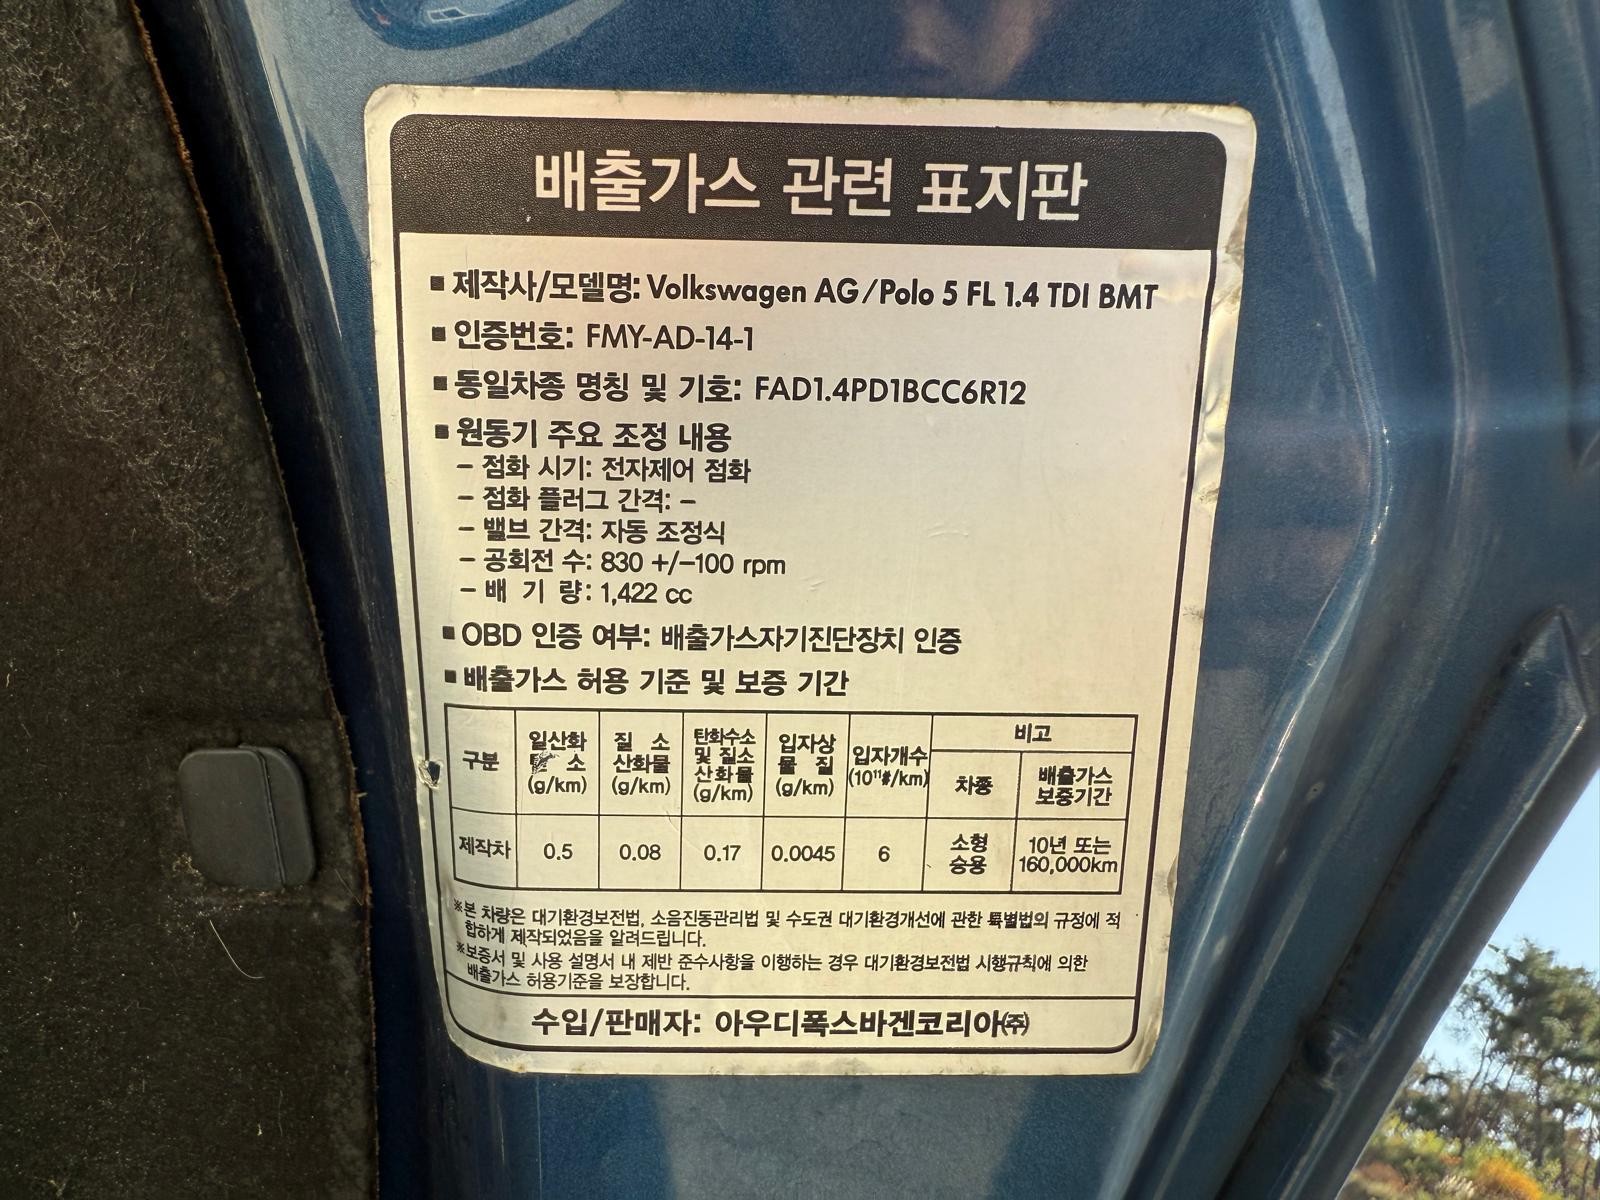 배출가스 관련 표지판
■ 제작사/모델명: Volkswagen AG/Polo 5 FL 1.4 TDI BMT
■ 인증번호: FMY-AD-14-1
■ 동일차종 명칭 및 기호: FAD1.4PD1BCC6R12
■ 원동기 주요 조정 내용
– 점화 시기: 전자제어 점화
– 점화 플러그 간격: –
– 밸브 간격: 자동 조정식
– 공회전 수: 830 +/–100 rpm
– 배 기 량: 1,422 cc
■ OBD 인증 여부: 배출가스자기진단장치 인증
■ 배출가스 허용 기준 및 보증 기간
구분
일산화
소
(g/km)
질 소
산화물
(g/km)
탄화수소
및 질소
산화물
(g/km)
입자상
물 질
(g/km)
입자개수
(10¹¹#/km)
비고
차종
배출가스
보증기간
제작차 0.5 0.08 0.17 0.0045 6
소형
승용
10년 또는
160,000km
※본 차량은 대기환경보전법, 소음진동관리법 및 수도권 대기환경개선에 관한 특별법의 규정에 적
합하게 제작되었음을 알려드립니다.
※보증서 및 사용 설명서 내 제반 준수사항을 이행하는 경우 대기환경보전법 시행규칙에 의한
배출가스 허용기준을 보장합니다.
수입/판매자: 아우디폭스바겐코리아㈜